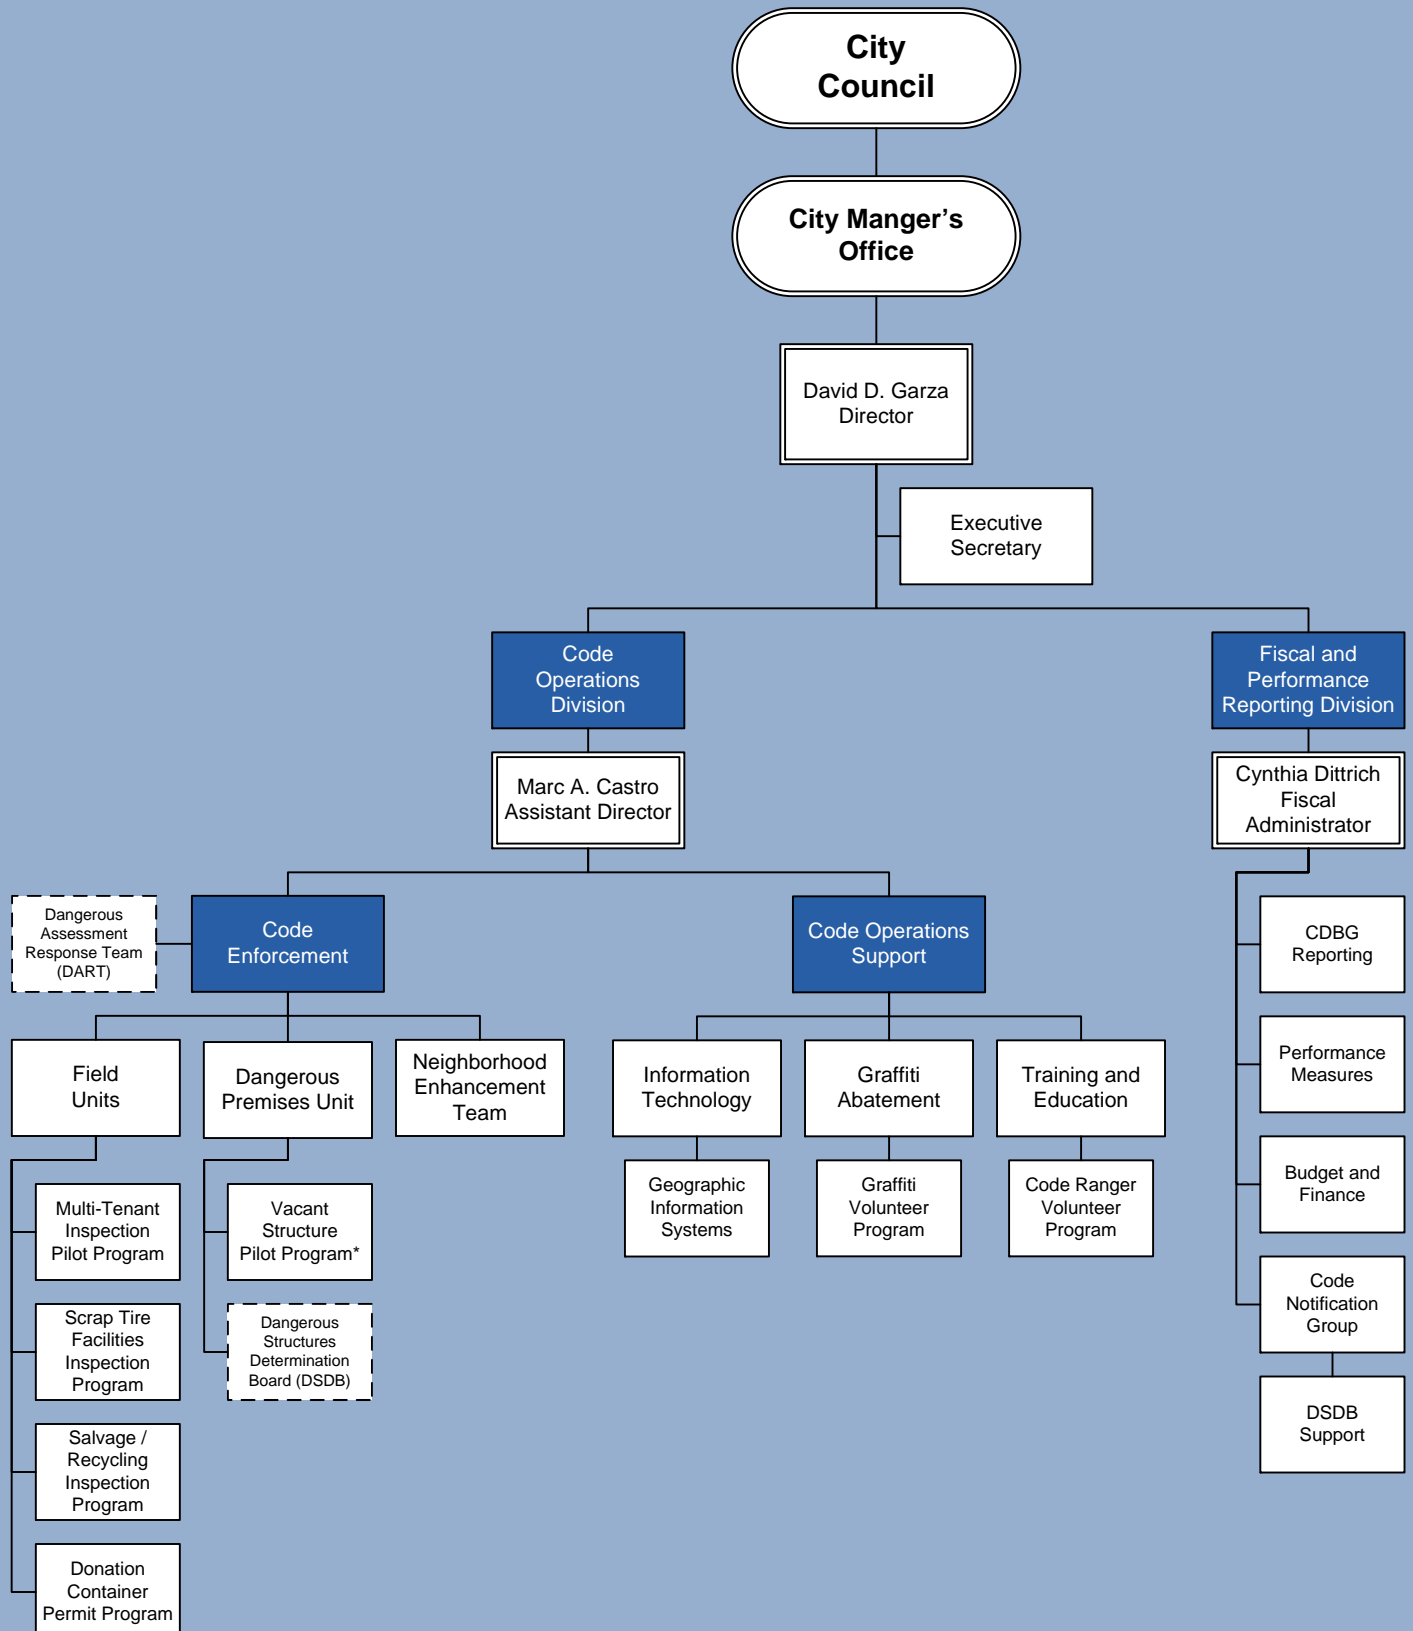 City
Council
City Manger’s
Office
David D. Garza
Director
Executive
Secretary
Code
Operations
Division
Fiscal and
Performance
Reporting Division
Marc A. Castro
Assistant Director
Cynthia Dittrich
Fiscal
Administrator
Dangerous
Assessment
Response Team
(DART)
Code
Enforcement
Code Operations
Support
CDBG
Reporting
Field
Units
Dangerous
Premises Unit
Neighborhood
Enhancement
Team
Information
Technology
Graffiti
Abatement
Training and
Education
Performance
Measures
Multi-Tenant
Inspection
Pilot Program
Vacant
Structure
Pilot Program*
Geographic
Information
Systems
Graffiti
Volunteer
Program
Code Ranger
Volunteer
Program
Budget and
Finance
Scrap Tire
Facilities
Inspection
Program
Dangerous
Structures
Determination
Board (DSDB)
Code
Notification
Group
Salvage /
Recycling
Inspection
Program
DSDB
Support
Donation
Container
Permit Program